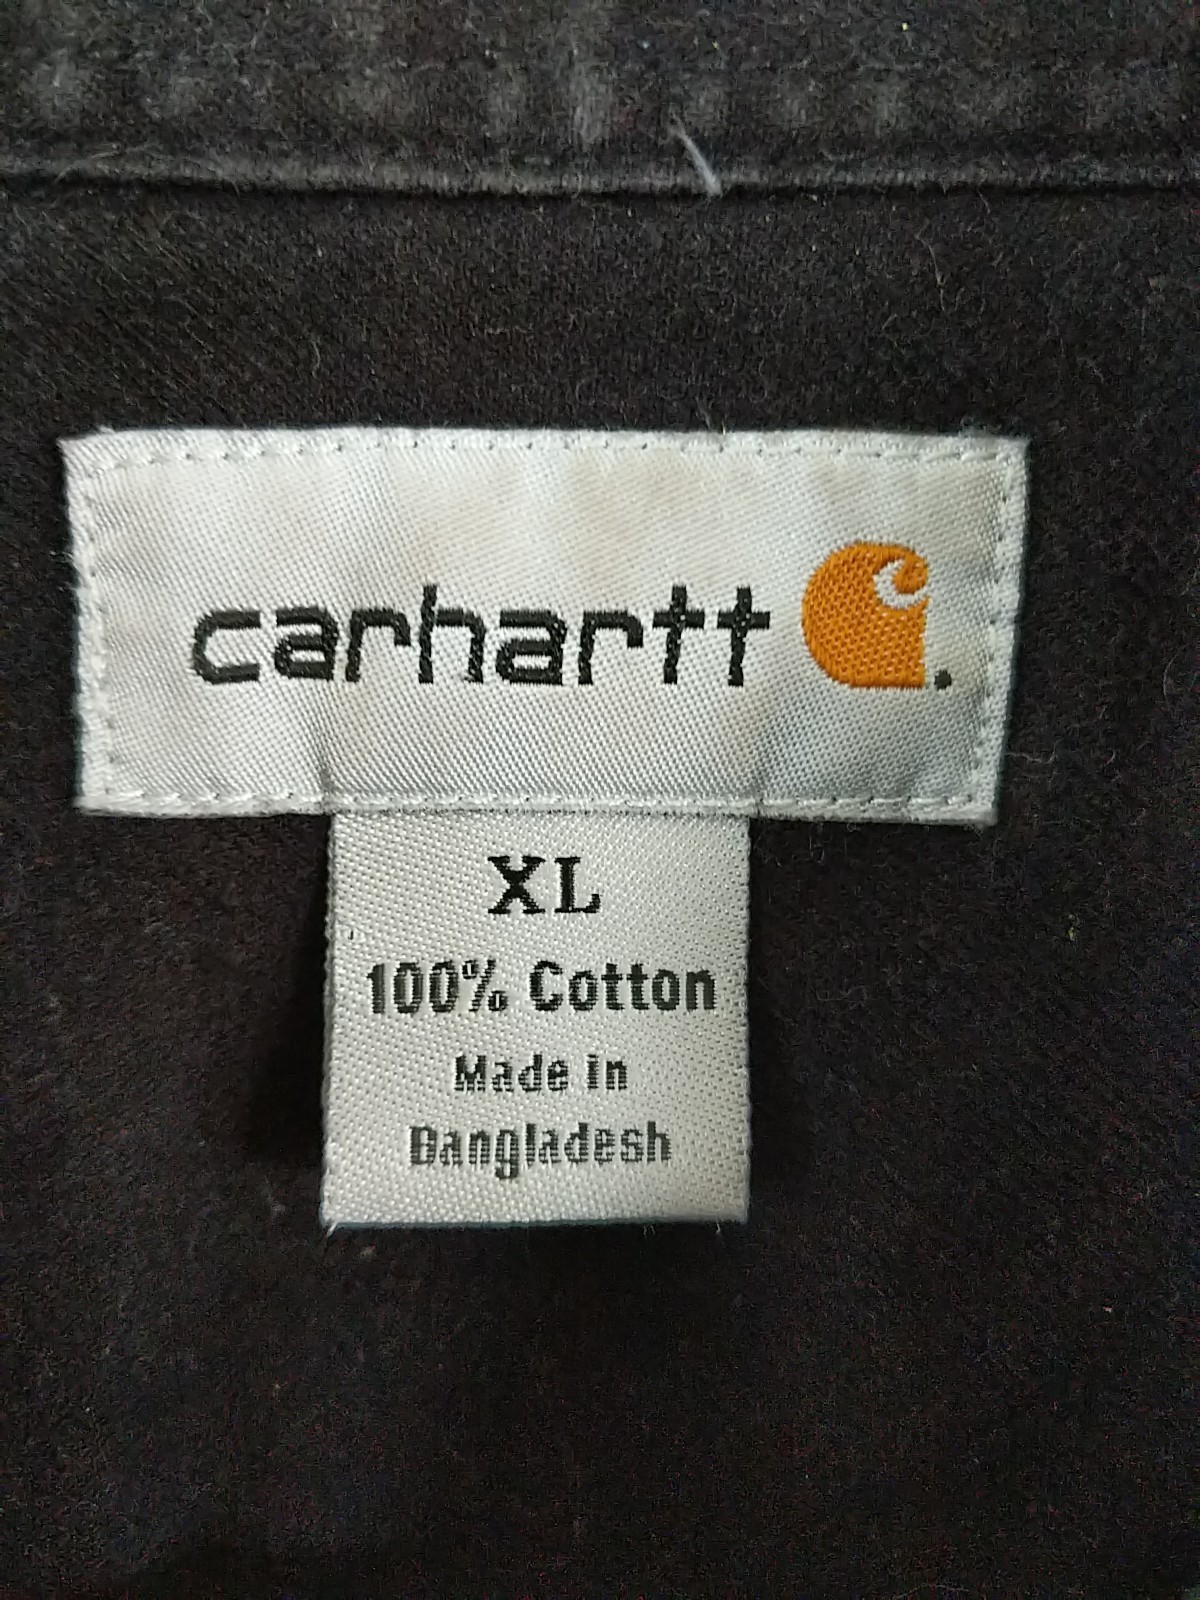 carhartt
XL
100% Cotton
Made in
Bangladesh